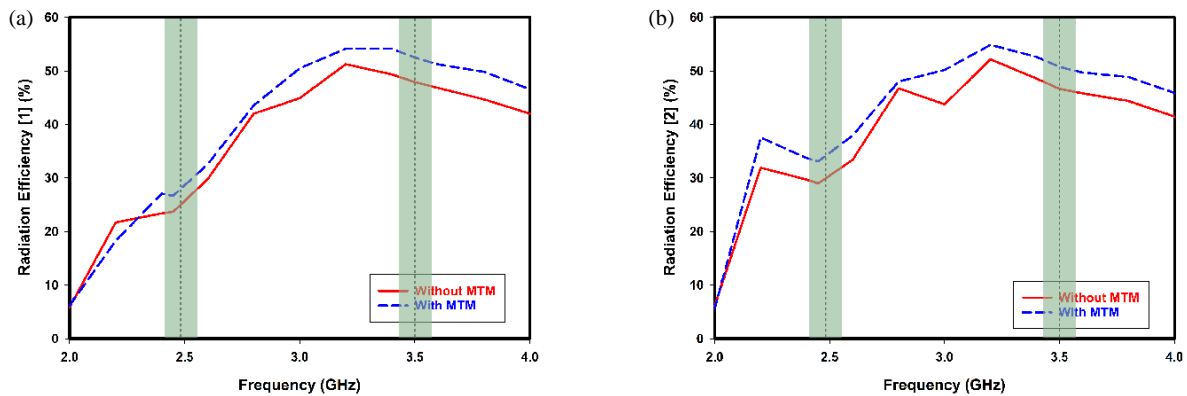 (a)
Radiation Efficiency [1] (%)
60
50
40
30
20
10
0
2.0 2.5 3.0 3.5 4.0
Frequency (GHz)
Without MTM
With MTM
(b)
Radiation Efficiency [2] (%)
60
50
40
30
20
10
0
2.0 2.5 3.0 3.5 4.0
Frequency (GHz)
Without MTM
With MTM